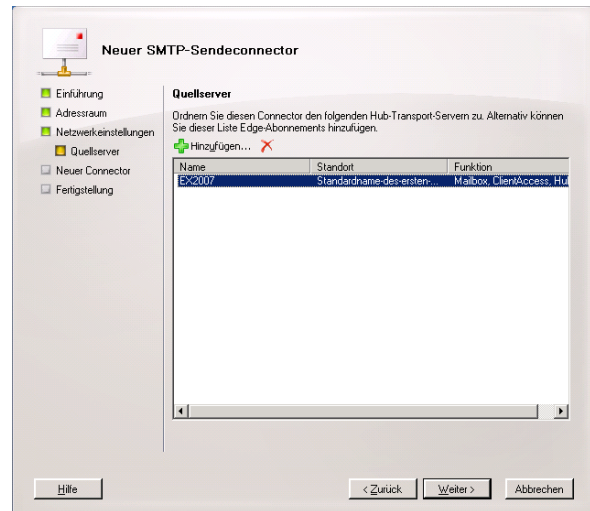 Neuer SMTP-Sendeconnector
Einführung
Adressraum
Netzwerkeinstellungen
Quellserver
Neuer Connector
Fertigstellung
Quellserver
Ordnern Sie diesen Connector den folgenden Hub-Transport-Servern zu. Alternativ können
Sie dieser Liste Edge-Abonnements hinzufügen.
Hinzufügen...
Name Standort Funktion
EX2007 Standardname-des-ersten-... Mailbox, ClientAccess, Hu
Hilfe < Zurück Weiter > Abbrechen